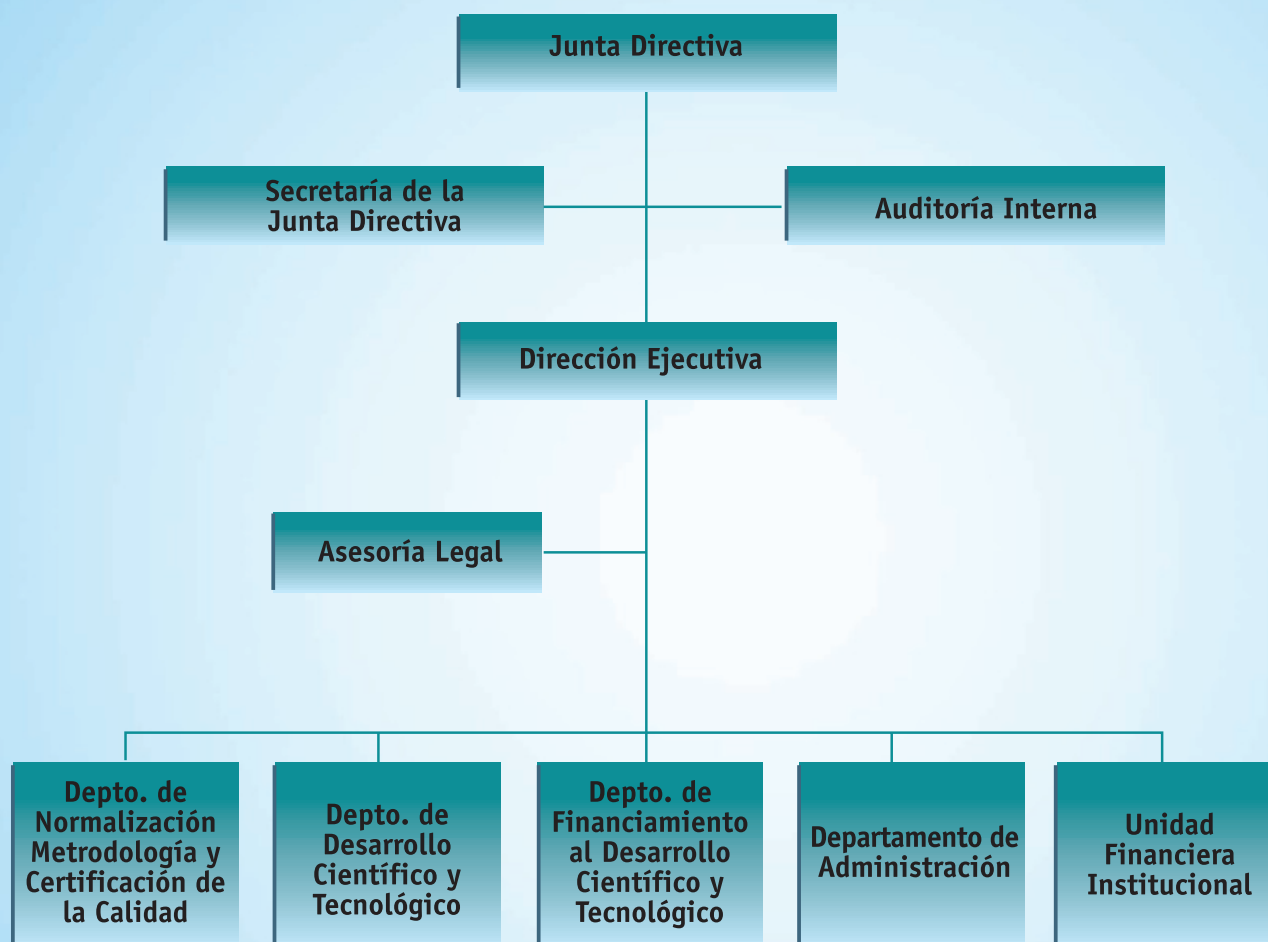 Junta Directiva
Secretaría de la
Junta Directiva
Auditoría Interna
Dirección Ejecutiva
Asesoría Legal
Depto. de
Normalización
Metrodología y
Certificación de
la Calidad
Depto. de
Desarrollo
Científico y
Tecnológico
Depto. de
Financiamiento
al Desarrollo
Científico y
Tecnológico
Departamento de
Administración
Unidad
Financiera
Institucional